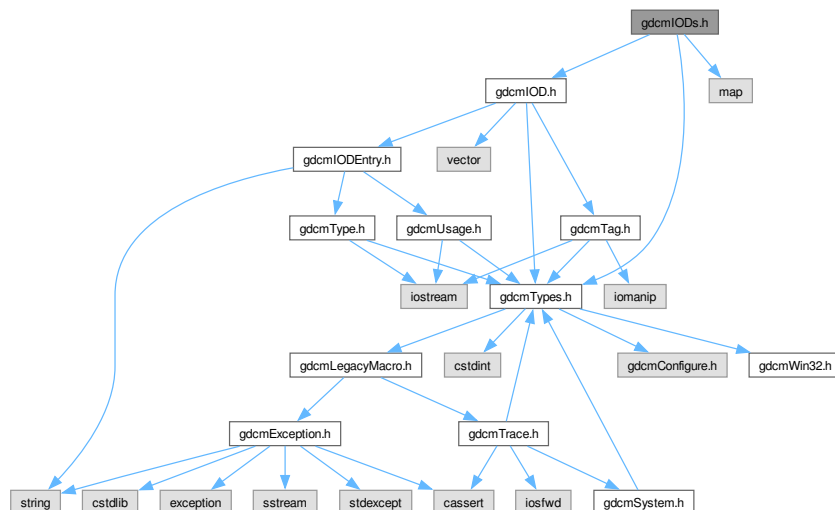 gdcmIODs.h
gdcmIOD.h
map
gdcmIODEntry.h
vector
gdcmType.h
gdcmUsage.h
gdcmTag.h
iostream
gdcmTypes.h
iomanip
gdcmLegacyMacro.h
cstdint
gdcmConfigure.h
gdcmWin32.h
gdcmException.h
gdcmTrace.h
string
cstdlib
exception
sstream
stdexcept
cassert
iosfwd
gdcmSystem.h